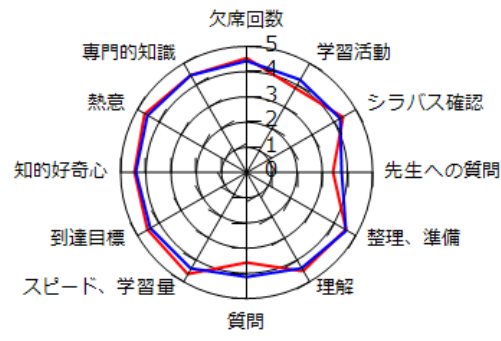 欠席回数
学習活動
シラバス確認
先生への質問
整理、準備
理解
質問
スピード、学習量
到達目標
知的好奇心
熱意
専門的知識
5
4
3
2
1
0